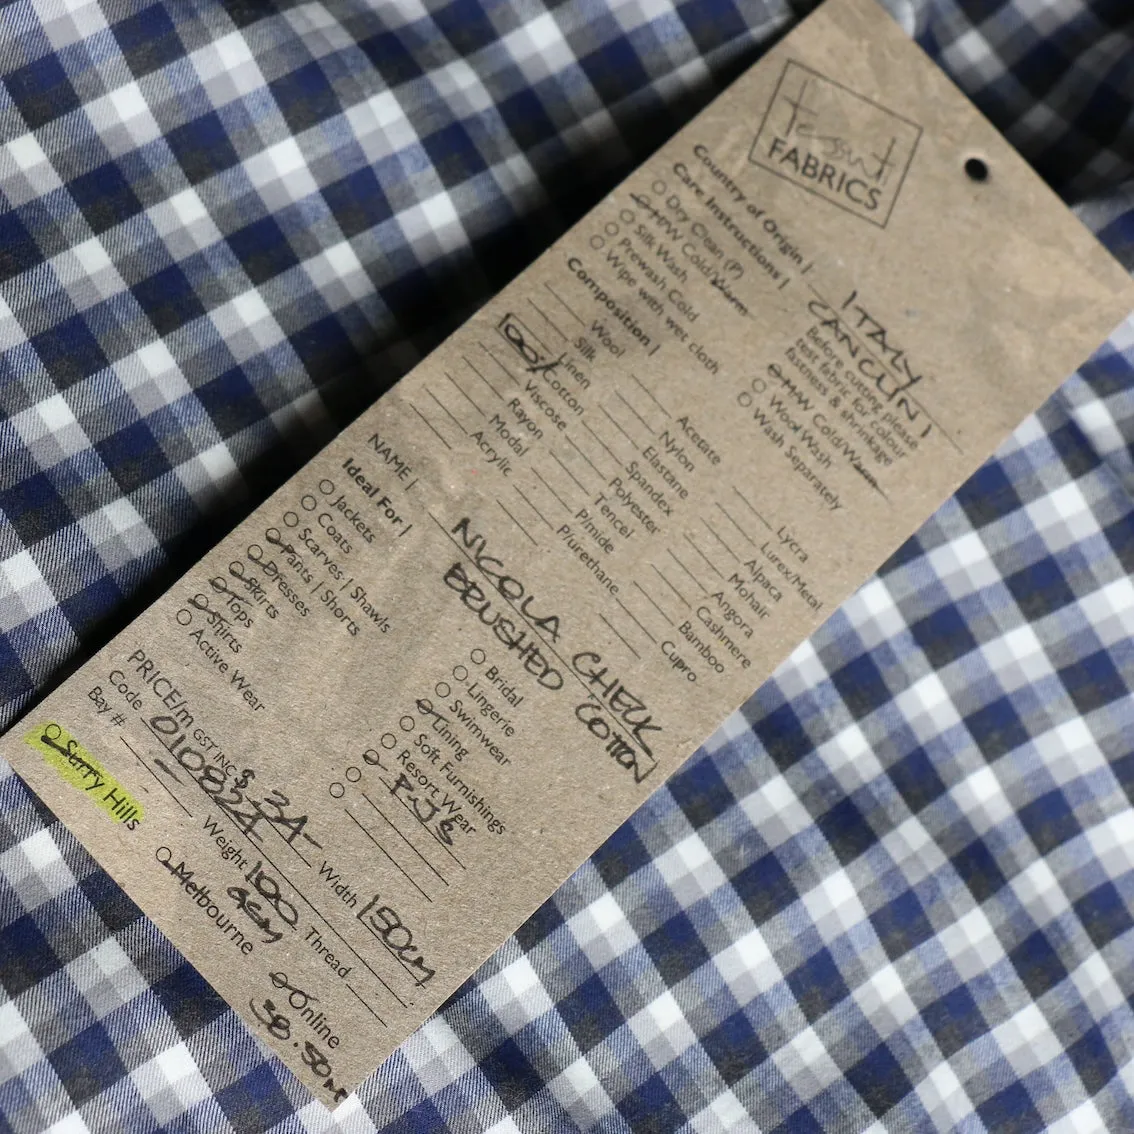 Tessuti
FABRICS
Country of Origin | ITALY
Care Instructions | CANCLINI
Dry Clean (P)
HW Cold/Warm
Silk Wash
Prewash Cold
Wipe with wet cloth
Before cutting please
test fabric for colour
fastness & shrinkage
MW Cold/Warm
Wool Wash
Wash Separately
Composition |
Wool
Silk
Linen
100% Cotton
Viscose
Rayon
Modal
Acrylic
Acetate
Nylon
Elastane
Spandex
Polyester
Tencel
P/mide
P/urethane
Lycra
Lurex/Metal
Alpaca
Mohair
Angora
Cashmere
Bamboo
Cupro
NAME | NICOLA CHECK
BRUSHED COTTON
Ideal For |
Jackets
Coats
Scarves | Shawls
Pants | Shorts
Dresses
Skirts
Tops
Shirts
Active Wear
Bridal
Lingerie
Swimwear
Lining
Soft Furnishings
Resort Wear
PJ'S
PRICE/m GST INC $ 34-
Width 150cm
Code 010824
Bay #
Weight 100 GSM
Thread
Surry Hills
Melbourne
Online
38.50m